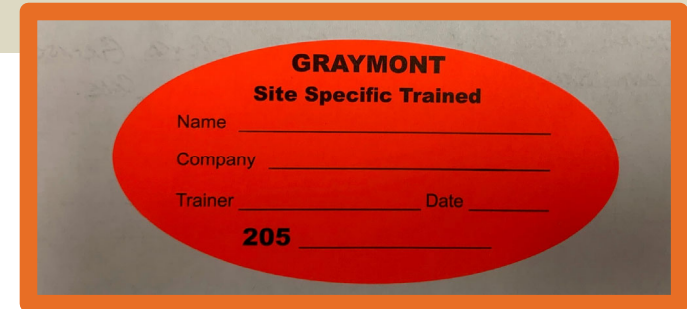 GRAYMONT
Site Specific Trained
Name
Company
Trainer Date
205